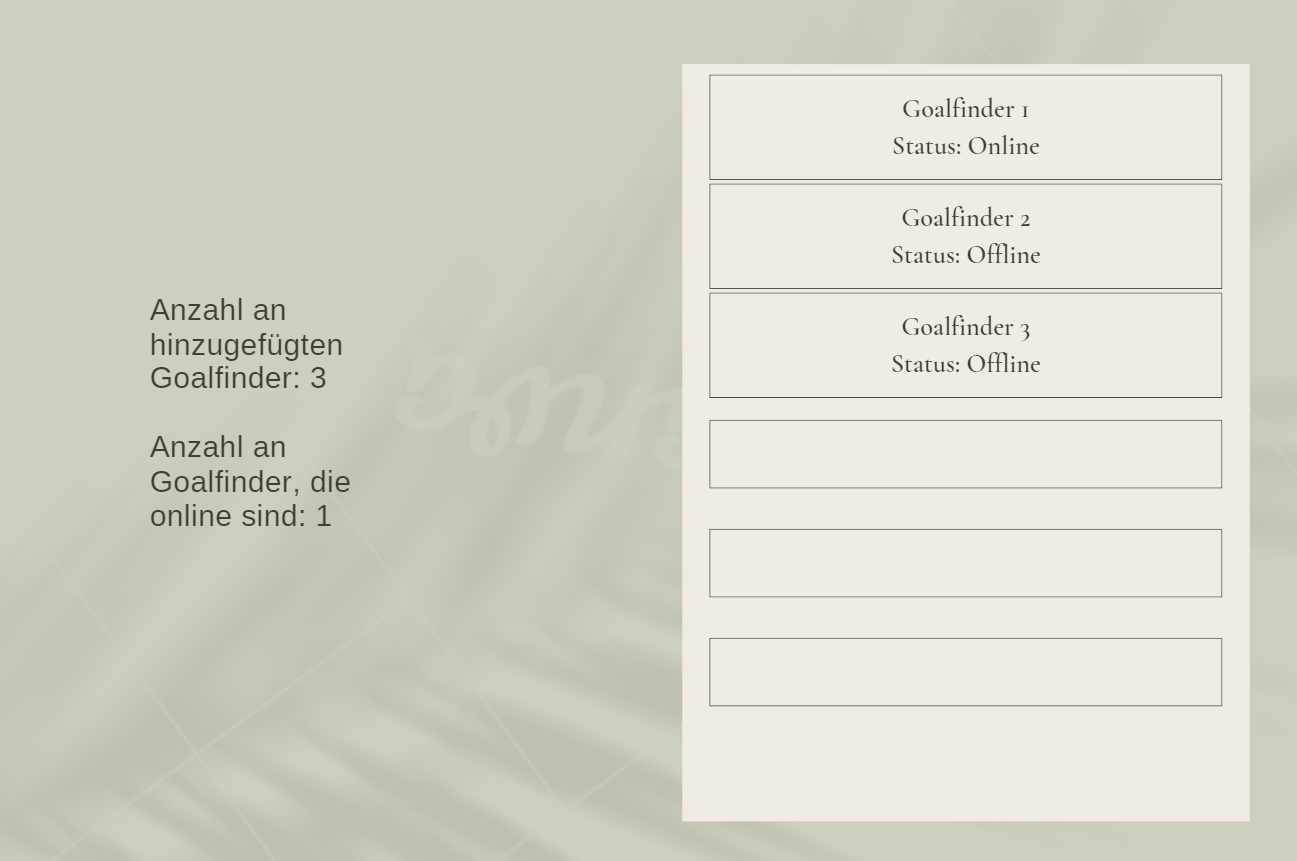 Anzahl an
hinzugefügten
Goalfinder: 3
Anzahl an
Goalfinder, die
online sind: 1
Goalfinder 1
Status: Online
Goalfinder 2
Status: Offline
Goalfinder 3
Status: Offline